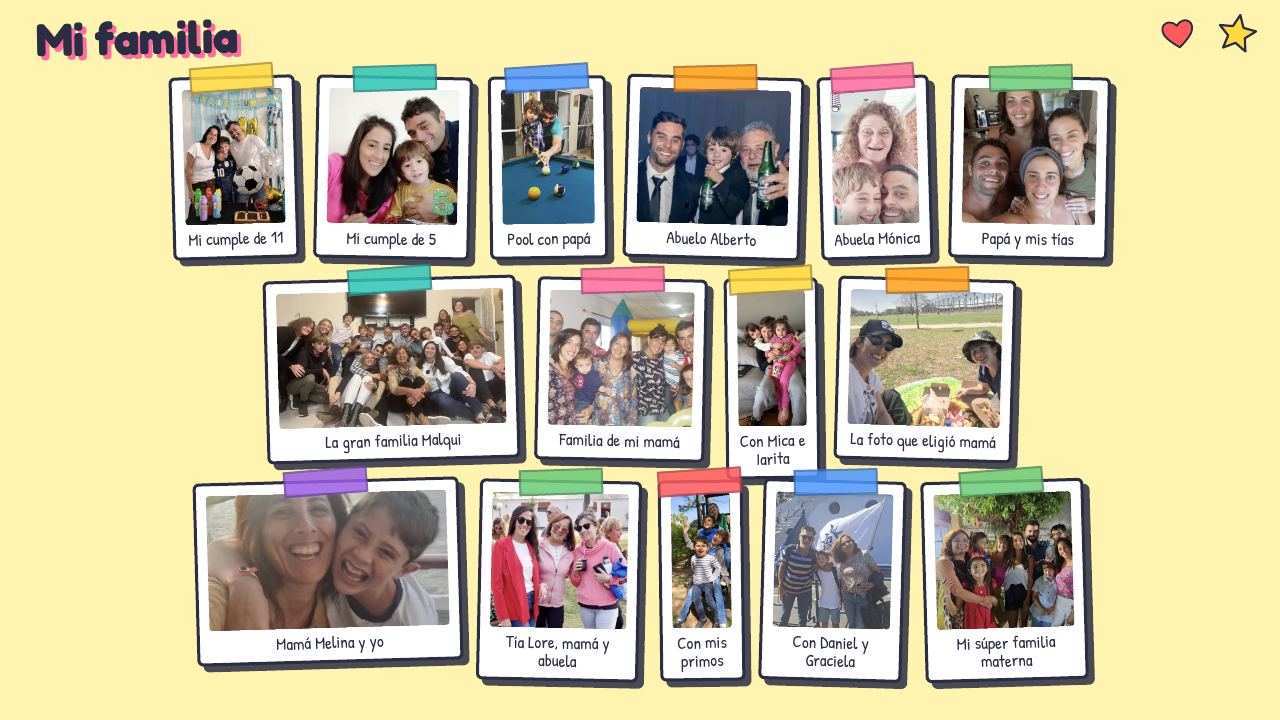 Mi familia
Mi cumple de 11
Mi cumple de 5
Pool con papá
Abuelo Alberto
Abuela Mónica
Papá y mis tías
La gran familia Malqui
Familia de mi mamá
Con Mica e
Iarita
La foto que eligió mamá
Mamá Melina y yo
Tía Lore, mamá y
abuela
Con mis
primos
Con Daniel y
Graciela
Mi súper familia
materna